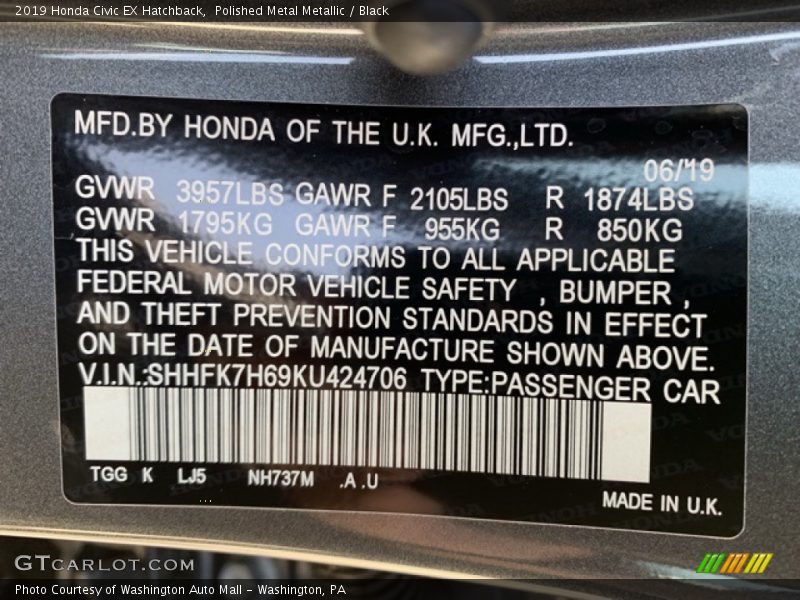 2019 Honda Civic EX Hatchback,  Polished Metal Metallic / Black
MFD.BY HONDA OF THE U.K. MFG.,LTD.
06/'19
GVWR 3957LBS GAWR F 2105LBS R 1874LBS
GVWR 1795KG GAWR F 955KG R 850KG
THIS VEHICLE CONFORMS TO ALL APPLICABLE
FEDERAL MOTOR VEHICLE SAFETY , BUMPER ,
AND THEFT PREVENTION STANDARDS IN EFFECT
ON THE DATE OF MANUFACTURE SHOWN ABOVE.
V.I.N.:SHHFK7H69KU424706 TYPE:PASSENGER CAR
TGG K LJ5 NH737M .A .U
MADE IN U.K.
GTCARLOT.COM
Photo Courtesy of Washington Auto Mall – Washington, PA